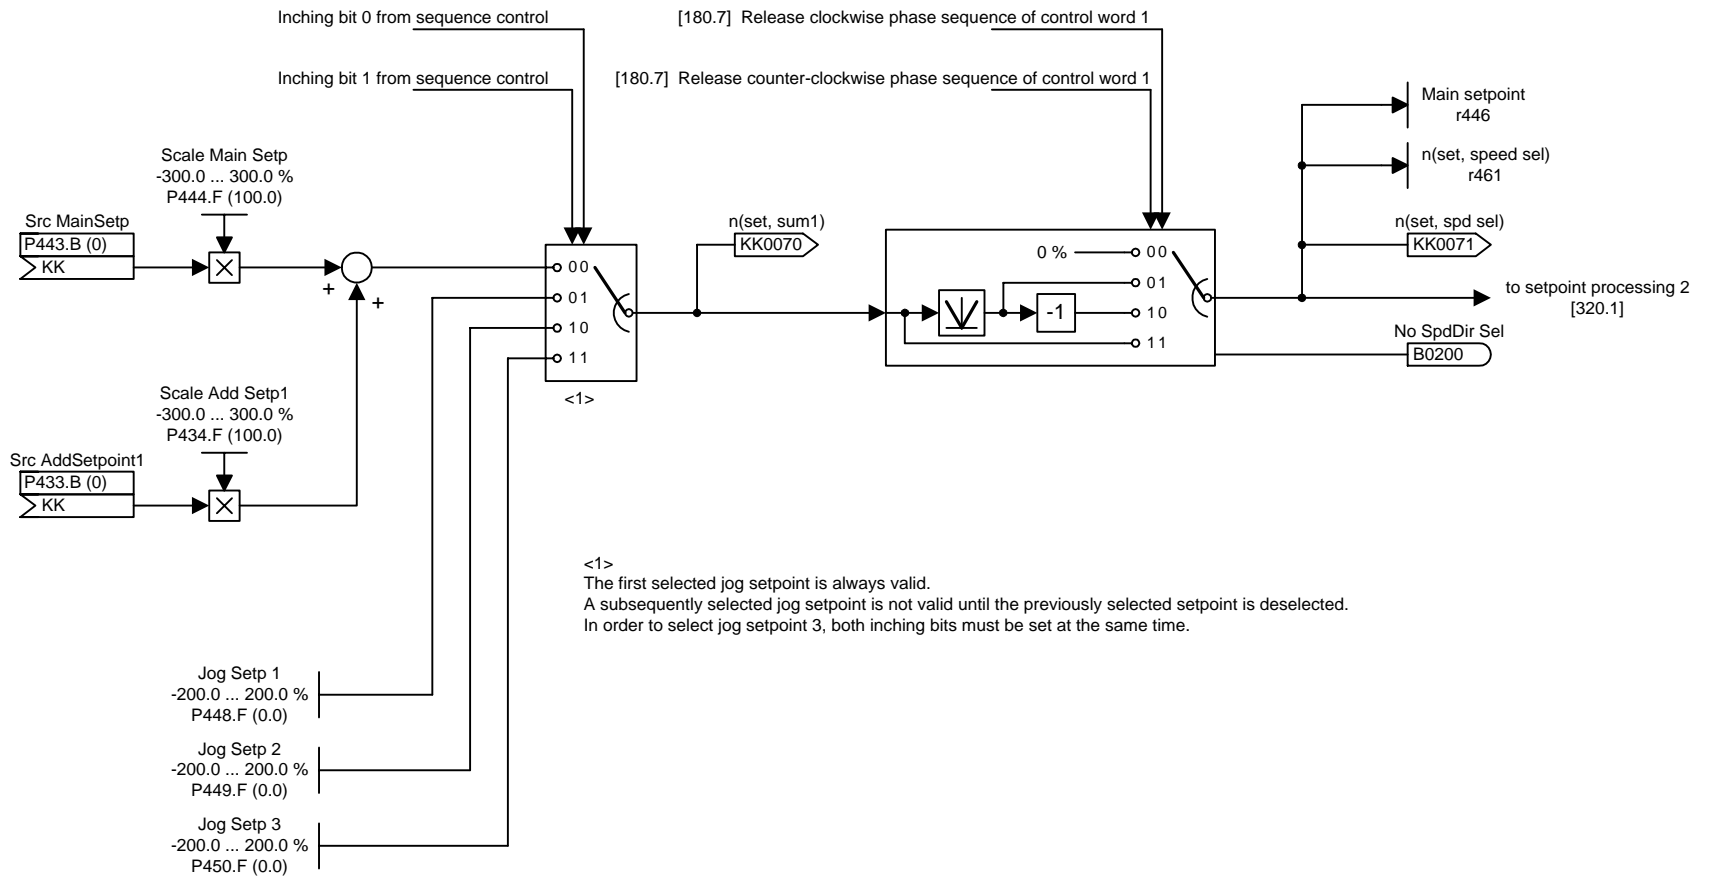 Inching bit 0 from sequence control
[180.7] Release clockwise phase sequence of control word 1
Inching bit 1 from sequence control
[180.7] Release counter-clockwise phase sequence of control word 1
Main setpoint
r446
n(set, speed sel)
r461
Scale Main Setp
-300.0 ... 300.0 %
P444.F (100.0)
Src MainSetp
P443.B (0)
KK
+
+
00
01
10
11
<1>
n(set, sum1)
KK0070
0 %
00
01
10
11
-1
n(set, spd sel)
KK0071
to setpoint processing 2
[320.1]
No SpdDir Sel
B0200
Scale Add Setp1
-300.0 ... 300.0 %
P434.F (100.0)
Src AddSetpoint1
P433.B (0)
KK
<1>
The first selected jog setpoint is always valid.
A subsequently selected jog setpoint is not valid until the previously selected setpoint is deselected.
In order to select jog setpoint 3, both inching bits must be set at the same time.
Jog Setp 1
-200.0 ... 200.0 %
P448.F (0.0)
Jog Setp 2
-200.0 ... 200.0 %
P449.F (0.0)
Jog Setp 3
-200.0 ... 200.0 %
P450.F (0.0)